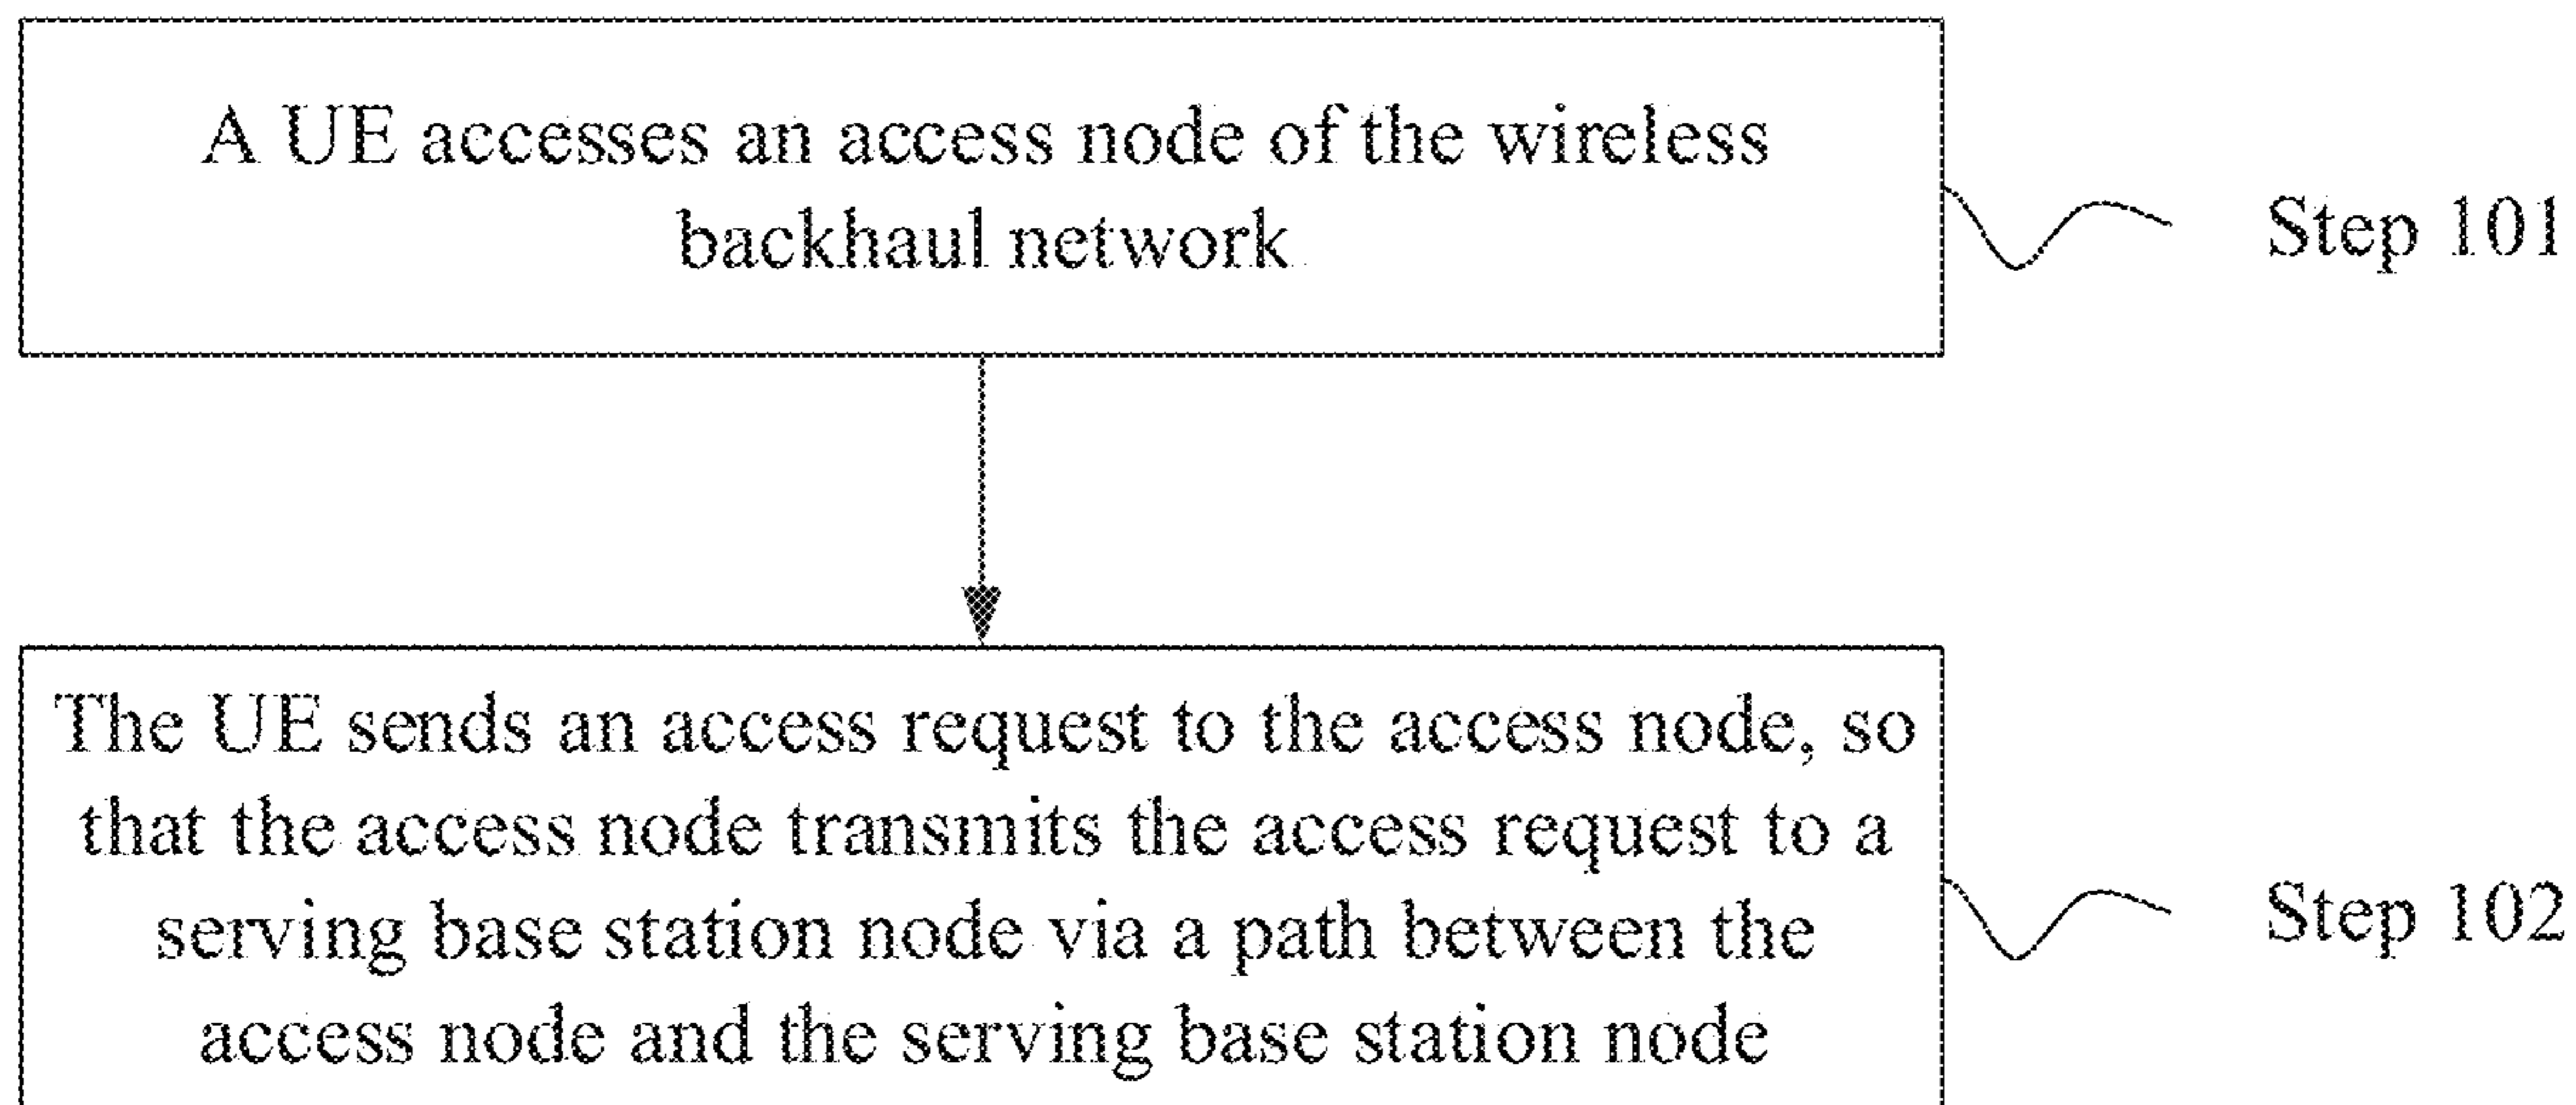 A UE accesses an access node of the wireless
backhaul network
Step 101
The UE sends an access request to the access node, so
that the access node transmits the access request to a
serving base station node via a path between the
access node and the serving base station node
Step 102